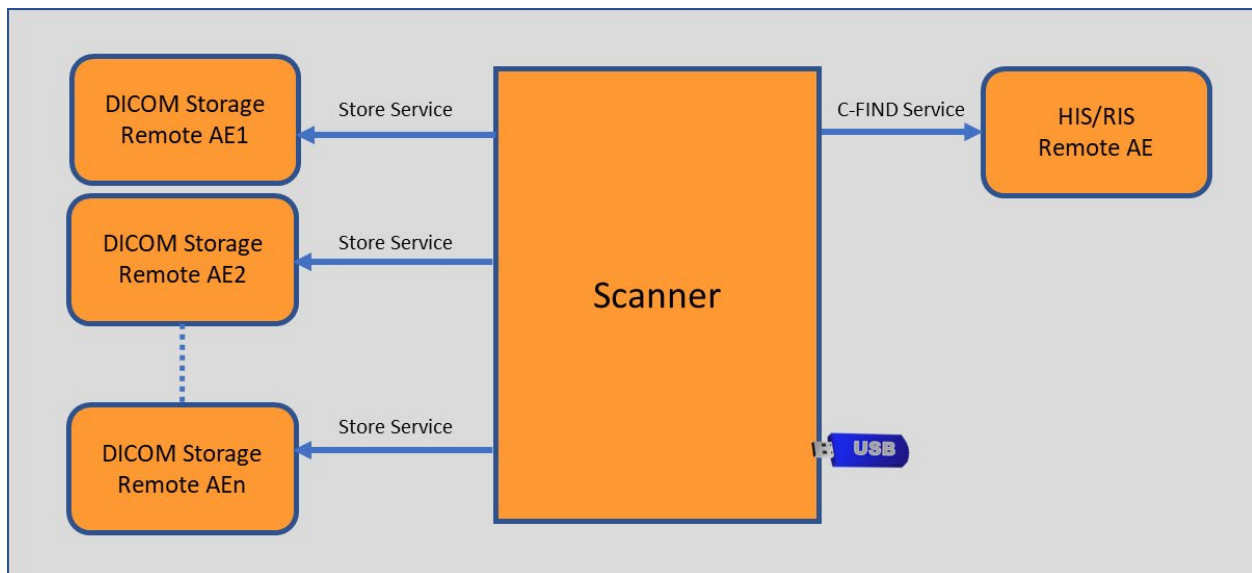 DICOM Storage
Remote AE1
Store Service
DICOM Storage
Remote AE2
Store Service
DICOM Storage
Remote AEn
Store Service
Scanner
C-FIND Service
HIS/RIS
Remote AE
USB